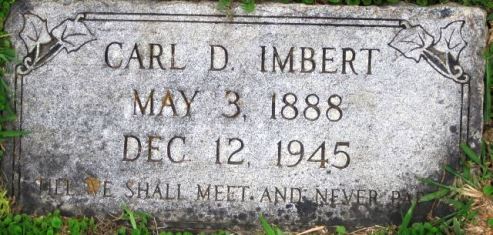 CARL D. IMBERT
MAY 3, 1888
DEC. 12, 1945
WE SHALL MEET AND NEVER